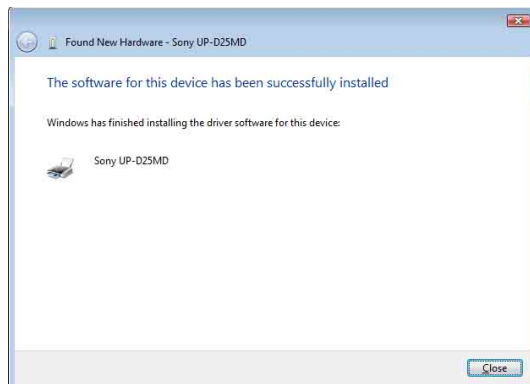 Found New Hardware - Sony UP-D25MD
The software for this device has been successfully installed
Windows has finished installing the driver software for this device:
Sony UP-D25MD
Close